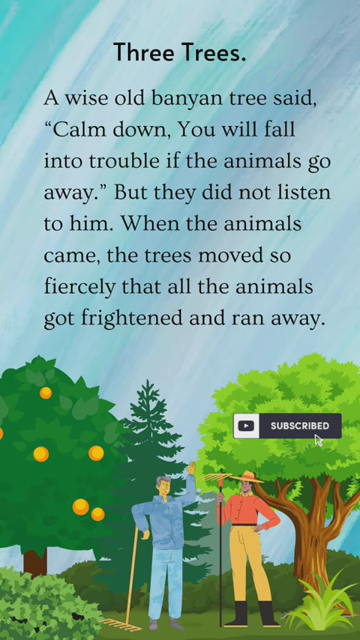 Three Trees.
A wise old banyan tree said,
“Calm down, You will fall
into trouble if the animals go
away.” But they did not listen
to him. When the animals
came, the trees moved so
fiercely that all the animals
got frightened and ran away.
SUBSCRIBED